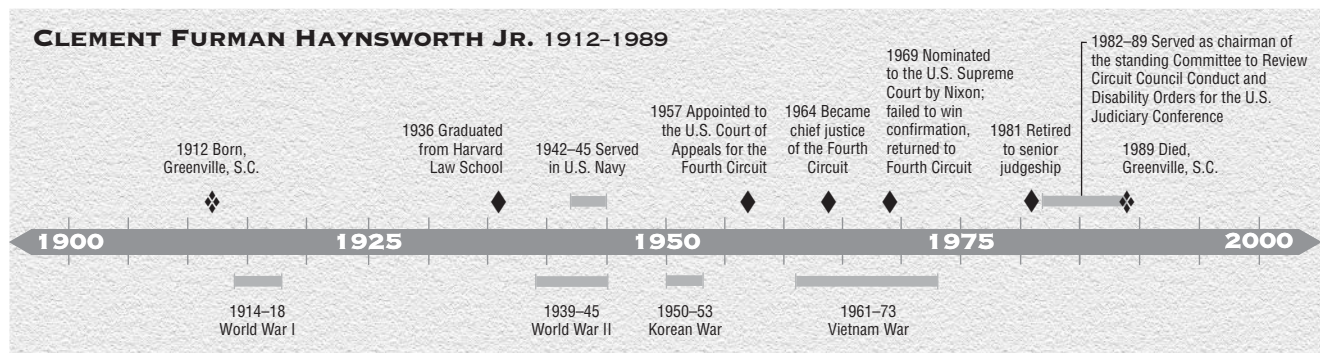 CLEMENT FURMAN HAYNSWORTH JR. 1912–1989
1912 Born,
Greenville, S.C.
1936 Graduated
from Harvard
Law School
1942–45 Served
in U.S. Navy
1957 Appointed to
the U.S. Court of
Appeals for the
Fourth Circuit
1964 Became
chief justice
of the Fourth
Circuit
1969 Nominated
to the U.S. Supreme
Court by Nixon;
failed to win
confirmation,
returned to
Fourth Circuit
1981 Retired
to senior
judgeship
1982–89 Served as chairman of
the standing Committee to Review
Circuit Council Conduct and
Disability Orders for the U.S.
Judiciary Conference
1989 Died,
Greenville, S.C.
1900 1925 1950 1975 2000
1914–18
World War I
1939–45
World War II
1950–53
Korean War
1961–73
Vietnam War